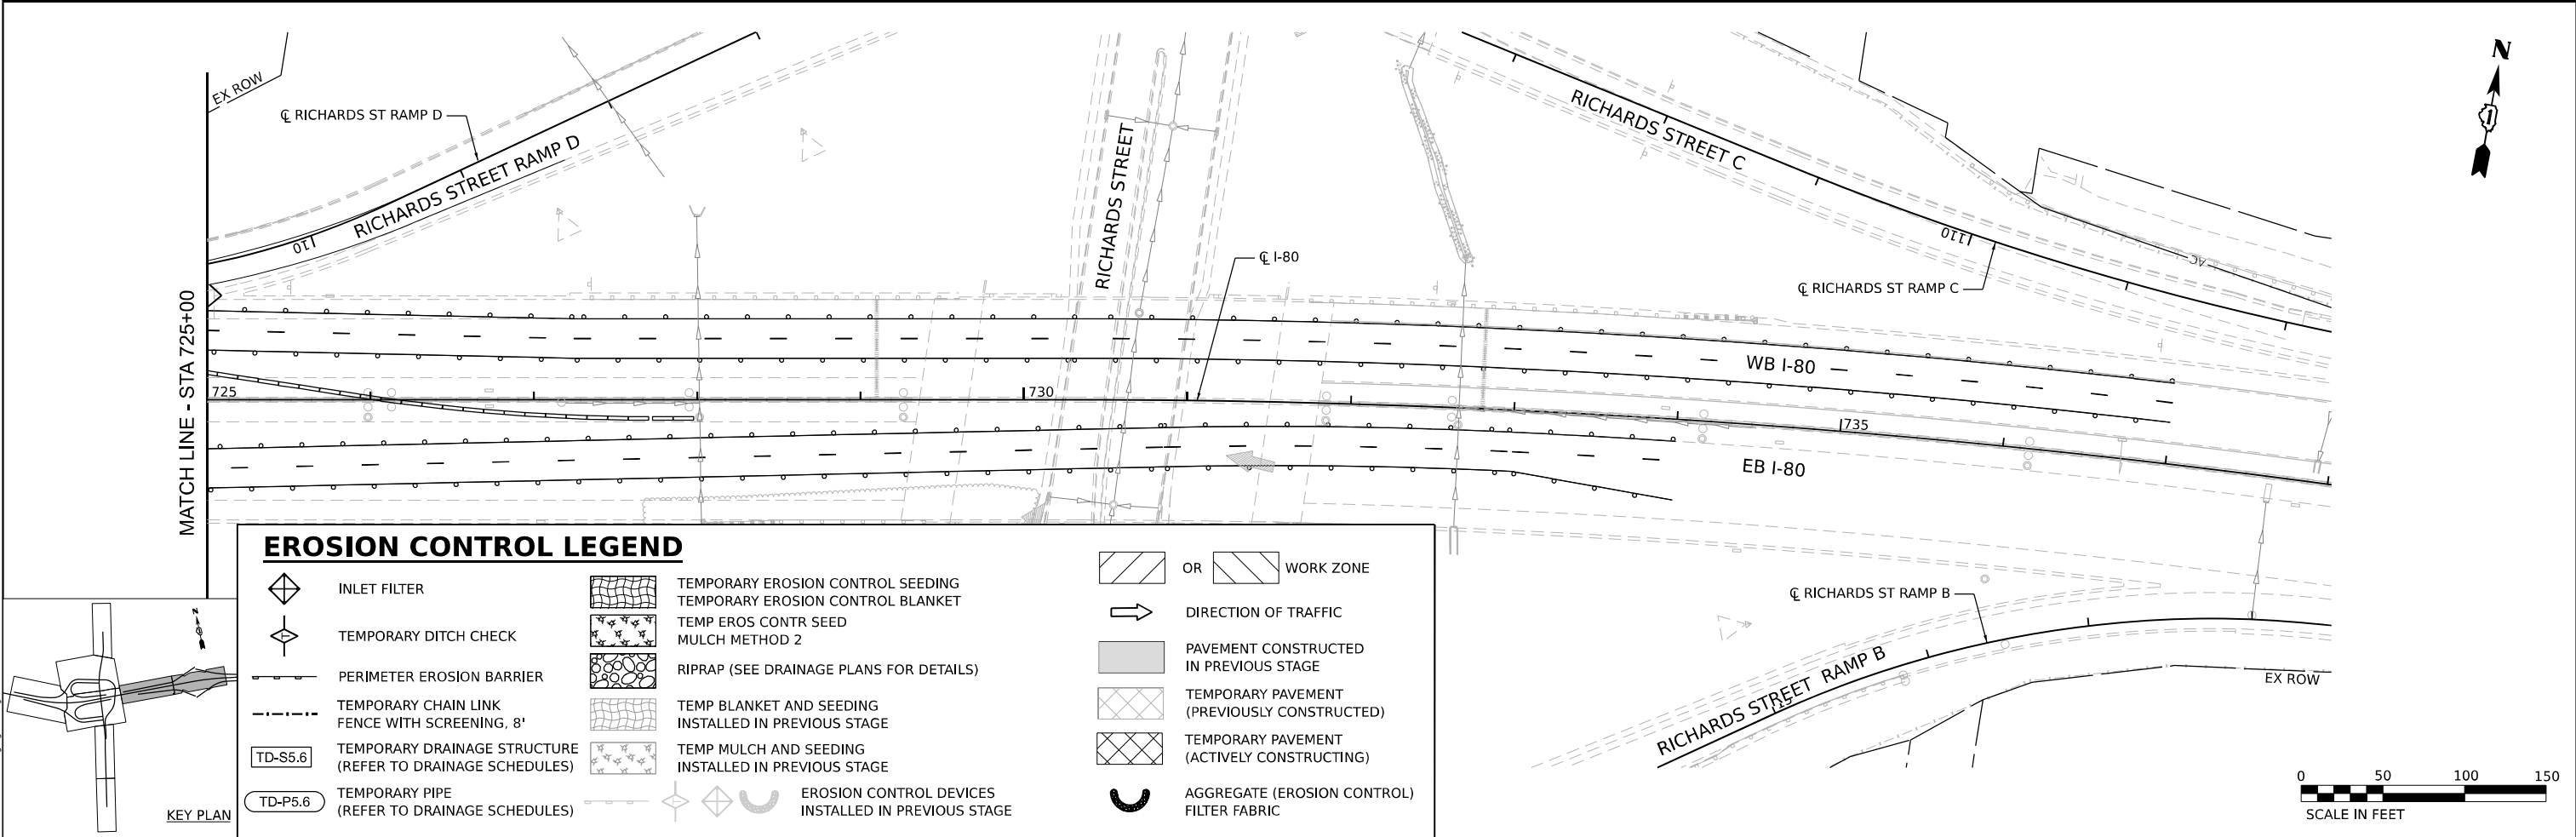 EX ROW
℄ RICHARDS ST RAMP D
RICHARDS STREET RAMP D
110
RICHARDS STREET
℄ I-80
RICHARDS STREET C
1110
℄ RICHARDS ST RAMP C
AC
N
1
MATCH LINE - STA 725+00
725
730
735
WB I-80
EB I-80
℄ RICHARDS ST RAMP B
RICHARDS STREET RAMP B
EX ROW
EROSION CONTROL LEGEND
INLET FILTER
T
TEMPORARY DITCH CHECK
PERIMETER EROSION BARRIER
TEMPORARY CHAIN LINK
FENCE WITH SCREENING, 8'
TD-S5.6
TEMPORARY DRAINAGE STRUCTURE
(REFER TO DRAINAGE SCHEDULES)
TD-P5.6
TEMPORARY PIPE
(REFER TO DRAINAGE SCHEDULES)
TEMPORARY EROSION CONTROL SEEDING
TEMPORARY EROSION CONTROL BLANKET
TEMP EROS CONTR SEED
MULCH METHOD 2
RIPRAP (SEE DRAINAGE PLANS FOR DETAILS)
TEMP BLANKET AND SEEDING
INSTALLED IN PREVIOUS STAGE
TEMP MULCH AND SEEDING
INSTALLED IN PREVIOUS STAGE
T
EROSION CONTROL DEVICES
INSTALLED IN PREVIOUS STAGE
OR
WORK ZONE
DIRECTION OF TRAFFIC
PAVEMENT CONSTRUCTED
IN PREVIOUS STAGE
TEMPORARY PAVEMENT
(PREVIOUSLY CONSTRUCTED)
TEMPORARY PAVEMENT
(ACTIVELY CONSTRUCTING)
AGGREGATE (EROSION CONTROL)
FILTER FABRIC
N
KEY PLAN
0 50 100 150
SCALE IN FEET